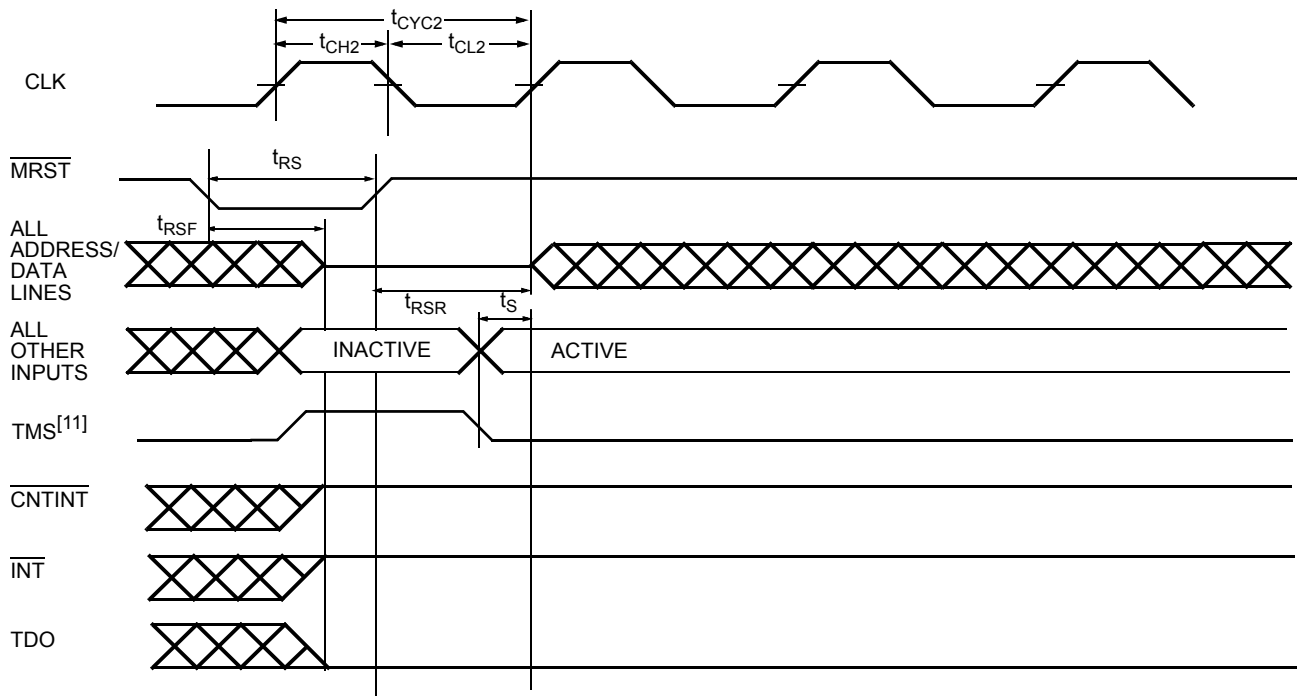 tCYC2
tCH2
tCL2
CLK
MRST
tRS
ALL
ADDRESS/
DATA
LINES
tRSF
tRSR
tS
ALL
OTHER
INPUTS
INACTIVE
ACTIVE
TMS[11]
CNTINT
INT
TDO